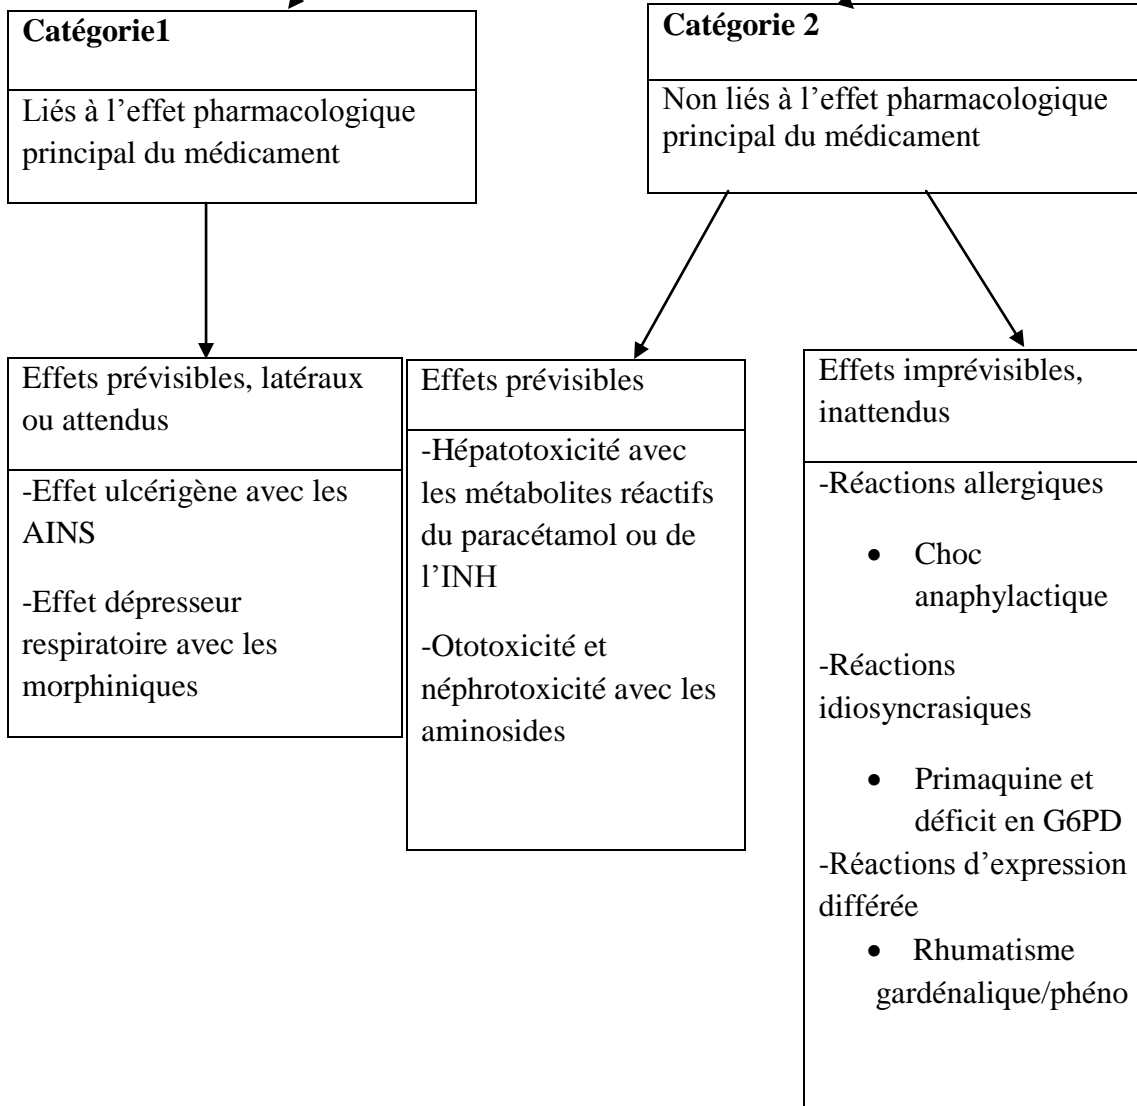 Catégorie1
Liés à l’effet pharmacologique
principal du médicament
Catégorie 2
Non liés à l’effet pharmacologique
principal du médicament
Effets prévisibles, latéraux
ou attendus
-Effet ulcérigène avec les
AINS
-Effet dépresseur
respiratoire avec les
morphiniques
Effets prévisibles
-Hépatotoxicité avec
les métabolites réactifs
du paracétamol ou de
l’INH
-Ototoxicité et
néphrotoxicité avec les
aminosides
Effets imprévisibles,
inattendus
-Réactions allergiques
• Choc
anaphylactique
-Réactions
idiosyncrasiques
• Primaquine et
déficit en G6PD
-Réactions d’expression
différée
• Rhumatisme
gardénalique/phéno